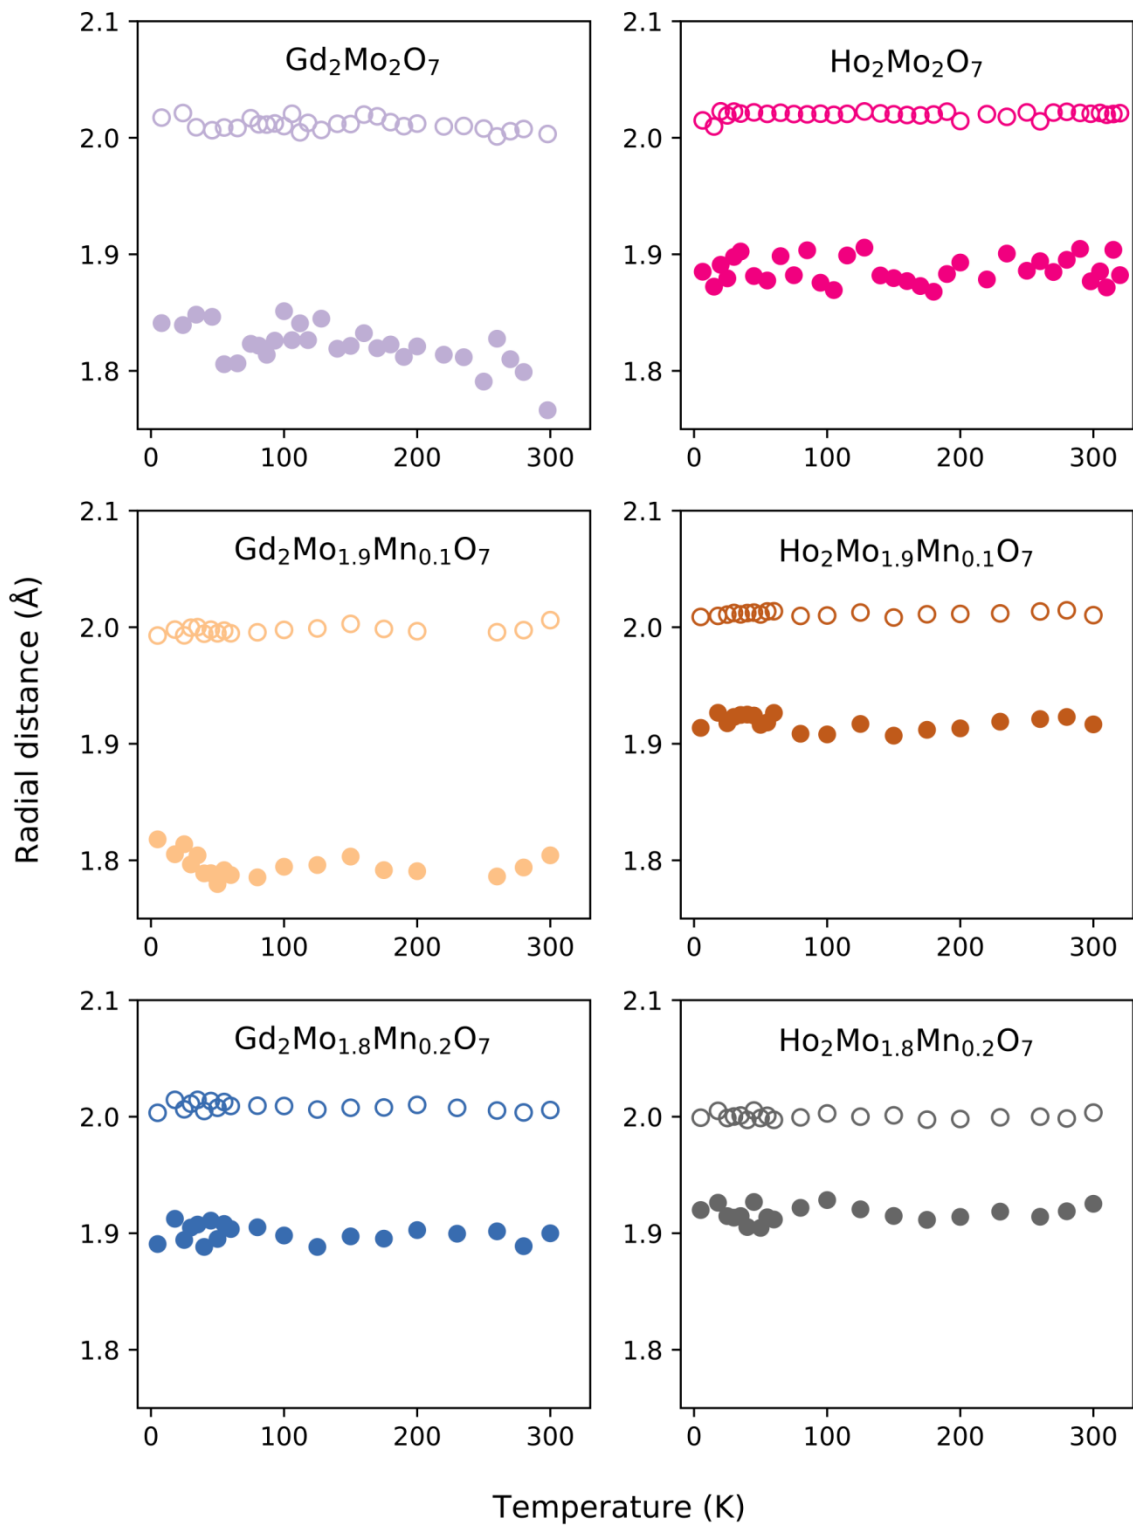 Gd₂Mo₂O₇
2.1
2.0
1.9
1.8
0 100 200 300
Ho₂Mo₂O₇
2.1
2.0
1.9
1.8
0 100 200 300
Gd₂Mo₁.₉Mn₀.₁O₇
2.1
2.0
1.9
1.8
0 100 200 300
Ho₂Mo₁.₉Mn₀.₁O₇
2.1
2.0
1.9
1.8
0 100 200 300
Gd₂Mo₁.₈Mn₀.₂O₇
2.1
2.0
1.9
1.8
0 100 200 300
Ho₂Mo₁.₈Mn₀.₂O₇
2.1
2.0
1.9
1.8
0 100 200 300
Radial distance (Å)
Temperature (K)